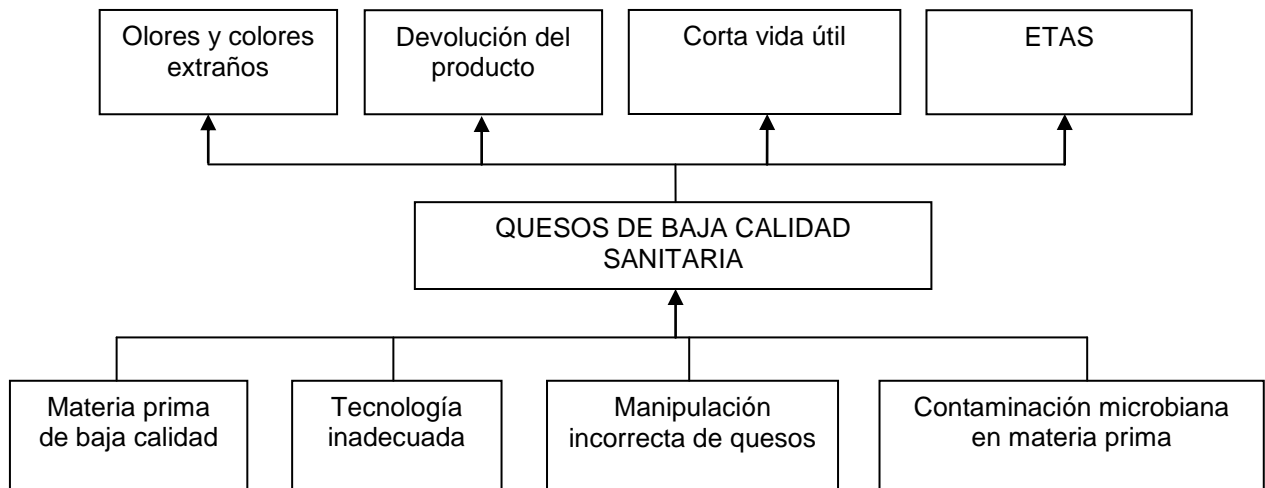 Olores y colores
extraños
Devolución del
producto
Corta vida útil
ETAS
QUESOS DE BAJA CALIDAD
SANITARIA
Materia prima
de baja calidad
Tecnología
inadecuada
Manipulación
incorrecta de quesos
Contaminación microbiana
en materia prima